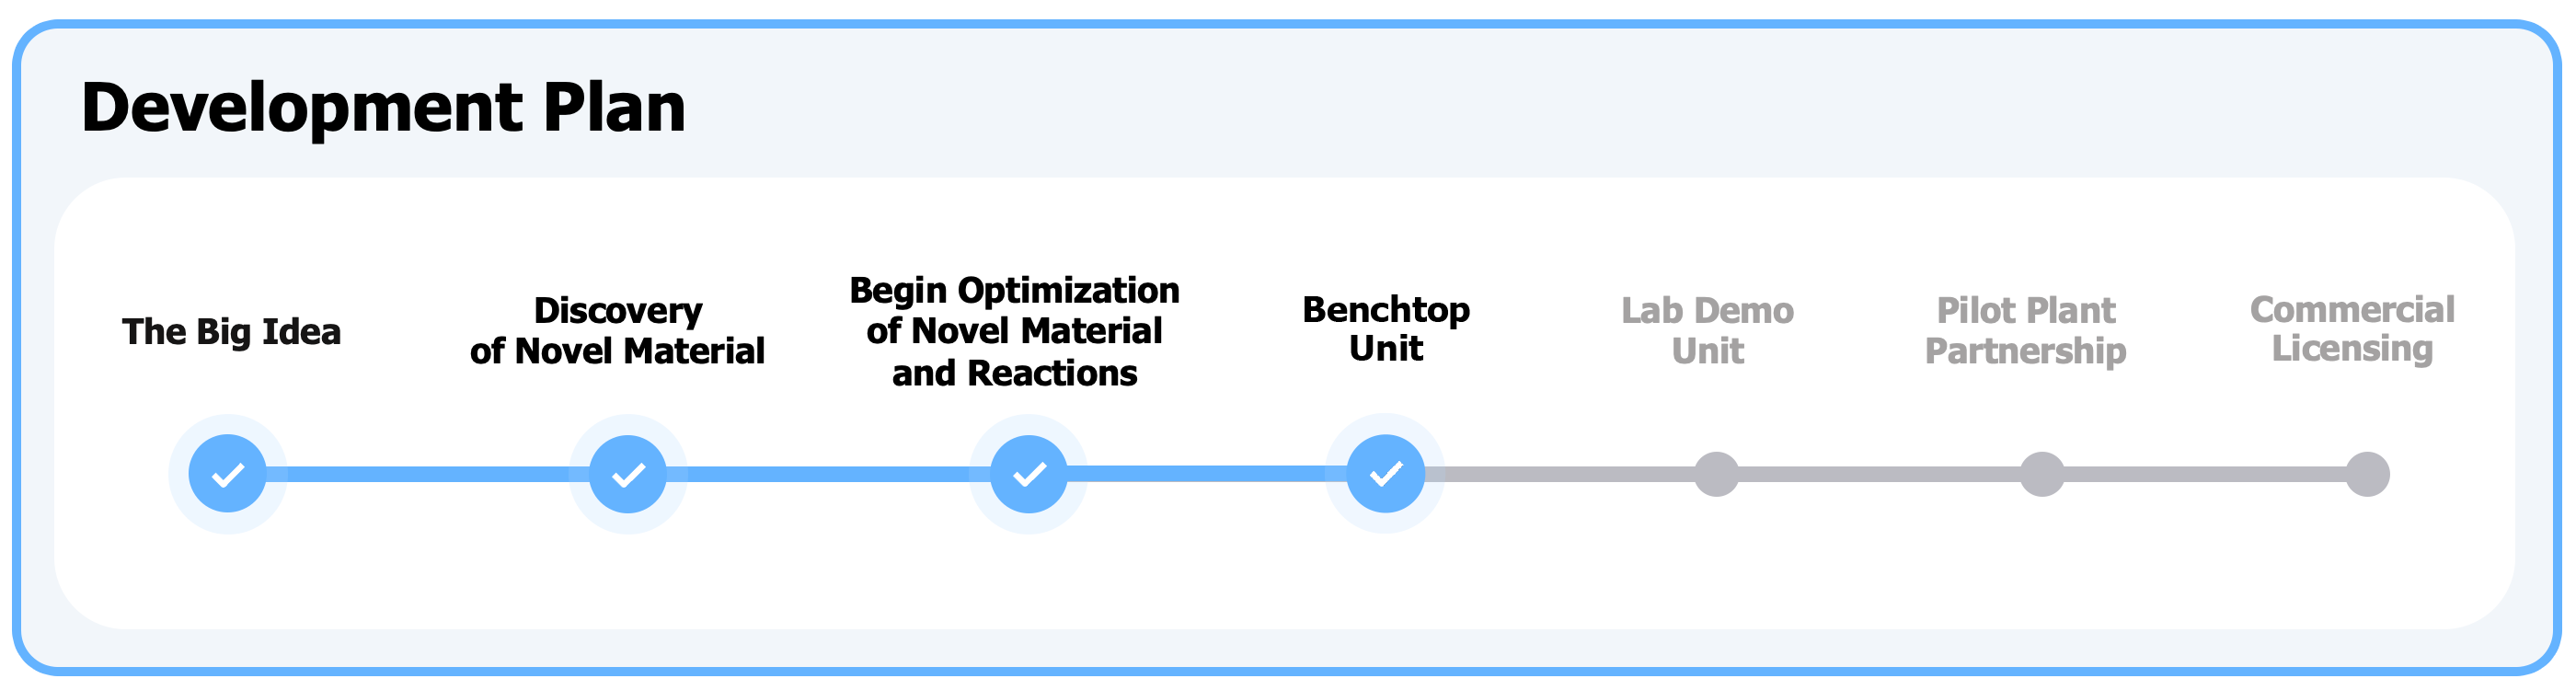 Development Plan
The Big Idea
Discovery
of Novel Material
Begin Optimization
of Novel Material
and Reactions
Benchtop
Unit
Lab Demo
Unit
Pilot Plant
Partnership
Commercial
Licensing